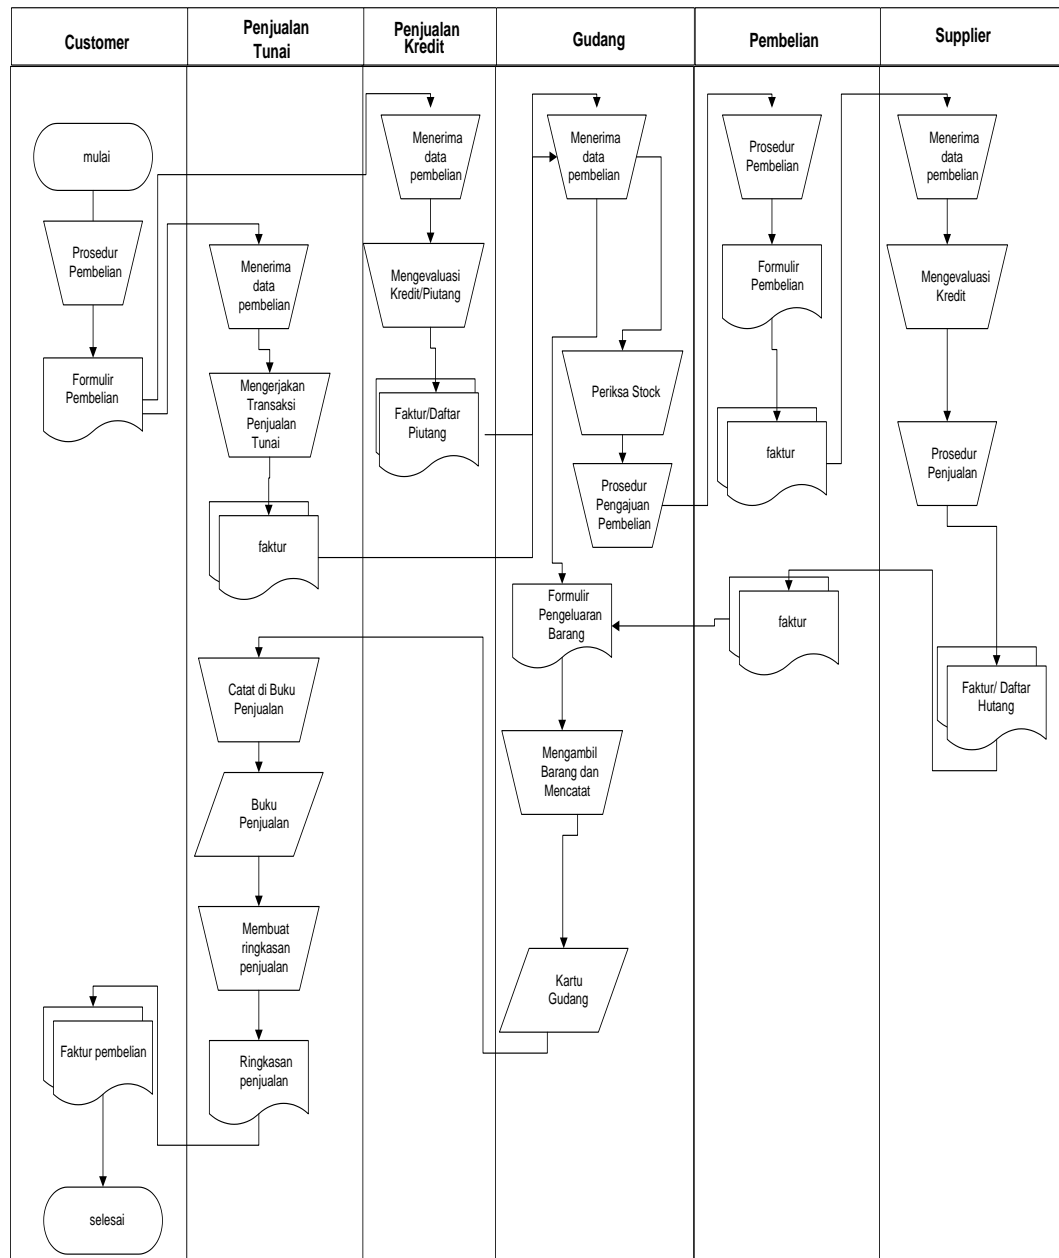 Customer
Penjualan
Tunai
Penjualan
Kredit
Gudang
Pembelian
Supplier
mulai
Prosedur
Pembelian
Formulir
Pembelian
Faktur pembelian
selesai
Menerima
data
pembelian
Mengerjakan
Transaksi
Penjualan
Tunai
faktur
Catat di Buku
Penjualan
Buku
Penjualan
Membuat
ringkasan
penjualan
Ringkasan
penjualan
Menerima
data
pembelian
Mengevaluasi
Kredit/Piutang
Faktur/Daftar
Piutang
Menerima
data
pembelian
Periksa Stock
Prosedur
Pengajuan
Pembelian
Formulir
Pengeluaran
Barang
Mengambil
Barang dan
Mencatat
Kartu
Gudang
Prosedur
Pembelian
Formulir
Pembelian
faktur
faktur
Menerima
data
pembelian
Mengevaluasi
Kredit
Prosedur
Penjualan
Faktur/ Daftar
Hutang